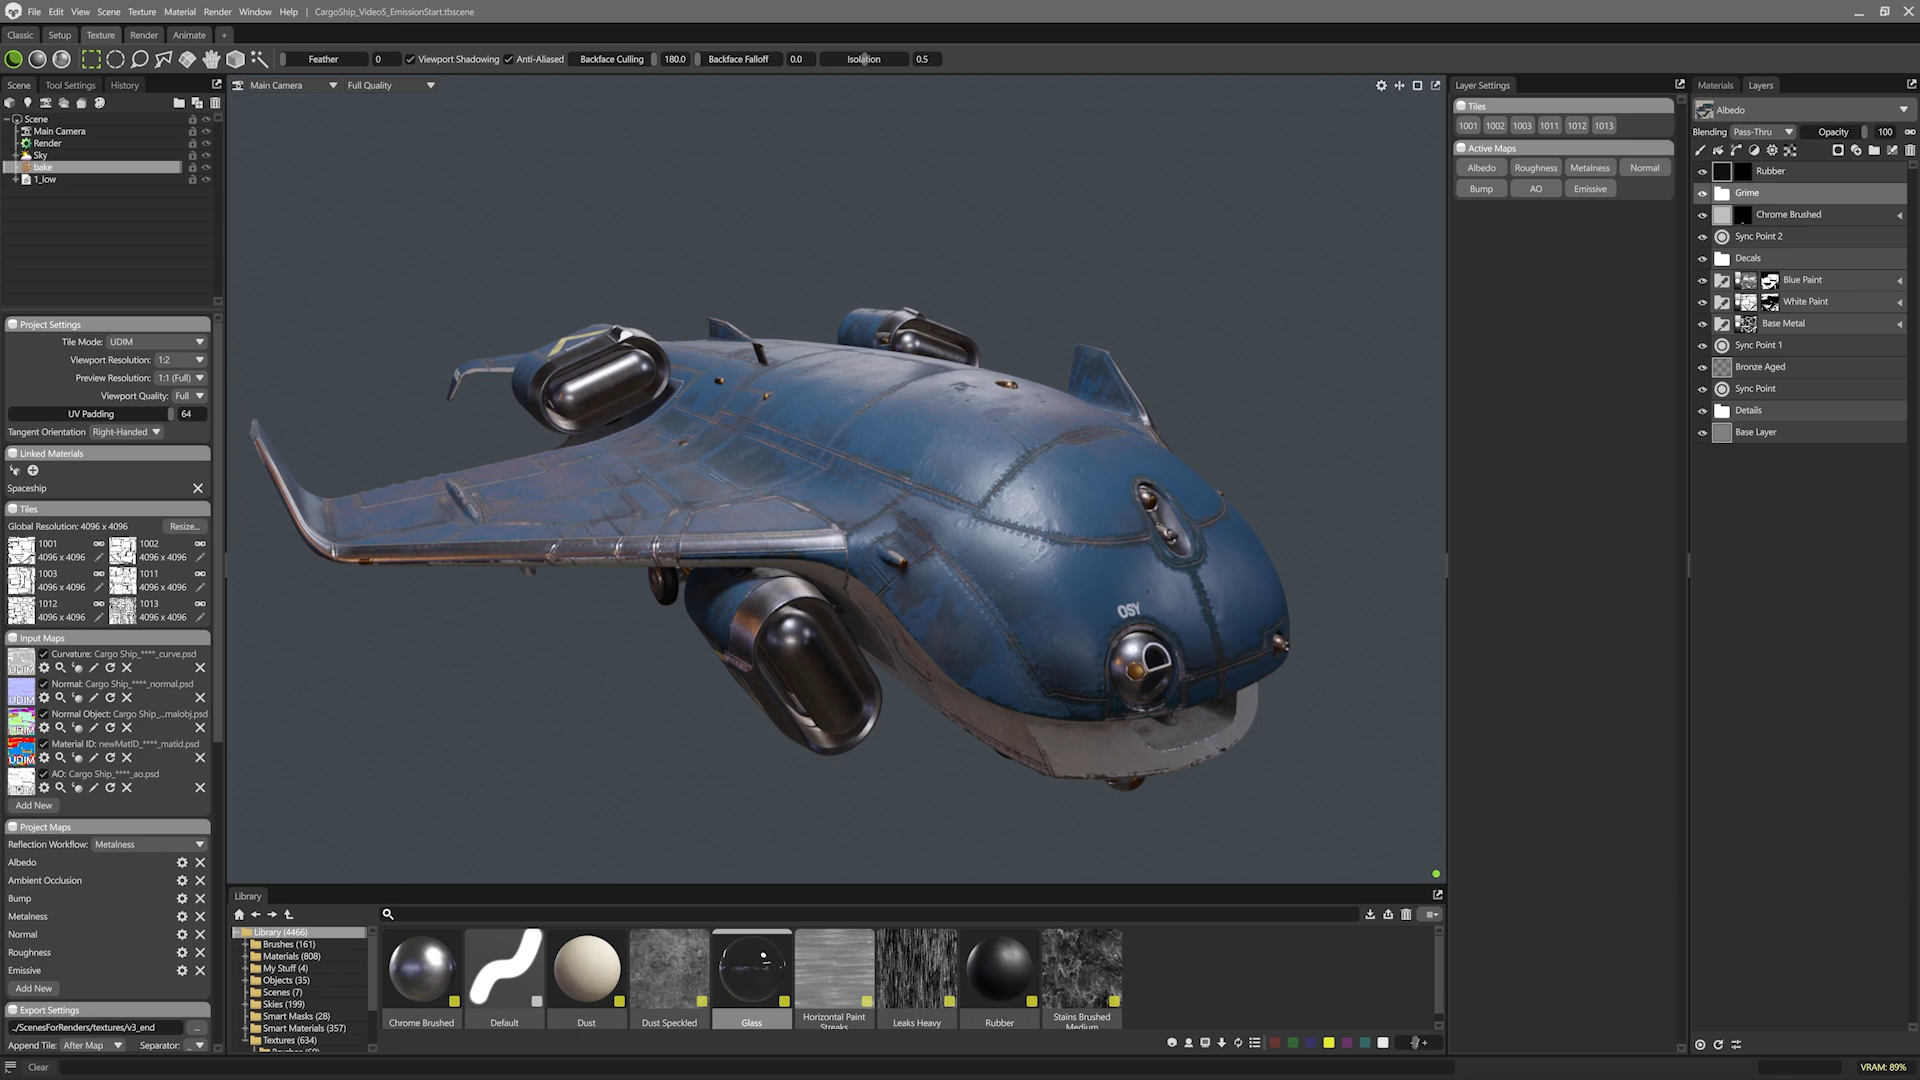 File Edit View Scene Texture Material Render Window Help | CargoShip_Video5_EmissionStart.tbscene
Classic Setup Texture Render Animate +
Feather 0 Viewport Shadowing Anti-Aliased Backface Culling 180.0 Backface Falloff 0.0 Isolation 0.5
Scene Tool Settings History
Main Camera Full Quality
Scene
Main Camera
Render
Sky
bake
1_low
Project Settings
Tile Mode: UDIM
Viewport Resolution: 1:2
Preview Resolution: 1:1 (Full)
Viewport Quality: Full
UV Padding 64
Tangent Orientation Right-Handed
Linked Materials
Spaceship
Tiles
Global Resolution: 4096 x 4096 Resize...
1001 1002
4096 x 4096 4096 x 4096
1003 1011
4096 x 4096 4096 x 4096
1012 1013
4096 x 4096 4096 x 4096
Input Maps
Curvature: Cargo Ship_****_curve.psd
UDIM
Normal: Cargo Ship_****_normal.psd
UDIM
Normal Object: Cargo Ship_...malobj.psd
UDIM
Material ID: newMatID_****_matid.psd
UDIM
AO: Cargo Ship_****_ao.psd
UDIM
Add New
Project Maps
Reflection Workflow: Metalness
Albedo
Ambient Occlusion
Bump
Metalness
Normal
Roughness
Emissive
Add New
Export Settings
../ScenesForRenders/textures/v3_end ...
Append Tile: After Map Separator: _
Clear
OSY
Library
Library (4466)
Brushes (161)
Materials (808)
My Stuff (4)
Objects (35)
Scenes (7)
Skies (199)
Smart Masks (28)
Smart Materials (357)
Textures (634)
Chrome Brushed
Default
Dust
Dust Speckled
Glass
Horizontal Paint Streaks
Leaks Heavy
Rubber
Stains Brushed Medium
Layer Settings
Tiles
1001 1002 1003 1011 1012 1013
Active Maps
Albedo Roughness Metalness Normal
Bump AO Emissive
Materials Layers
Albedo
Blending Pass-Thru Opacity 100
Rubber
Grime
Chrome Brushed
Sync Point 2
Decals
Blue Paint
White Paint
Base Metal
Sync Point 1
Bronze Aged
Sync Point
Details
Base Layer
VRAM: 89%